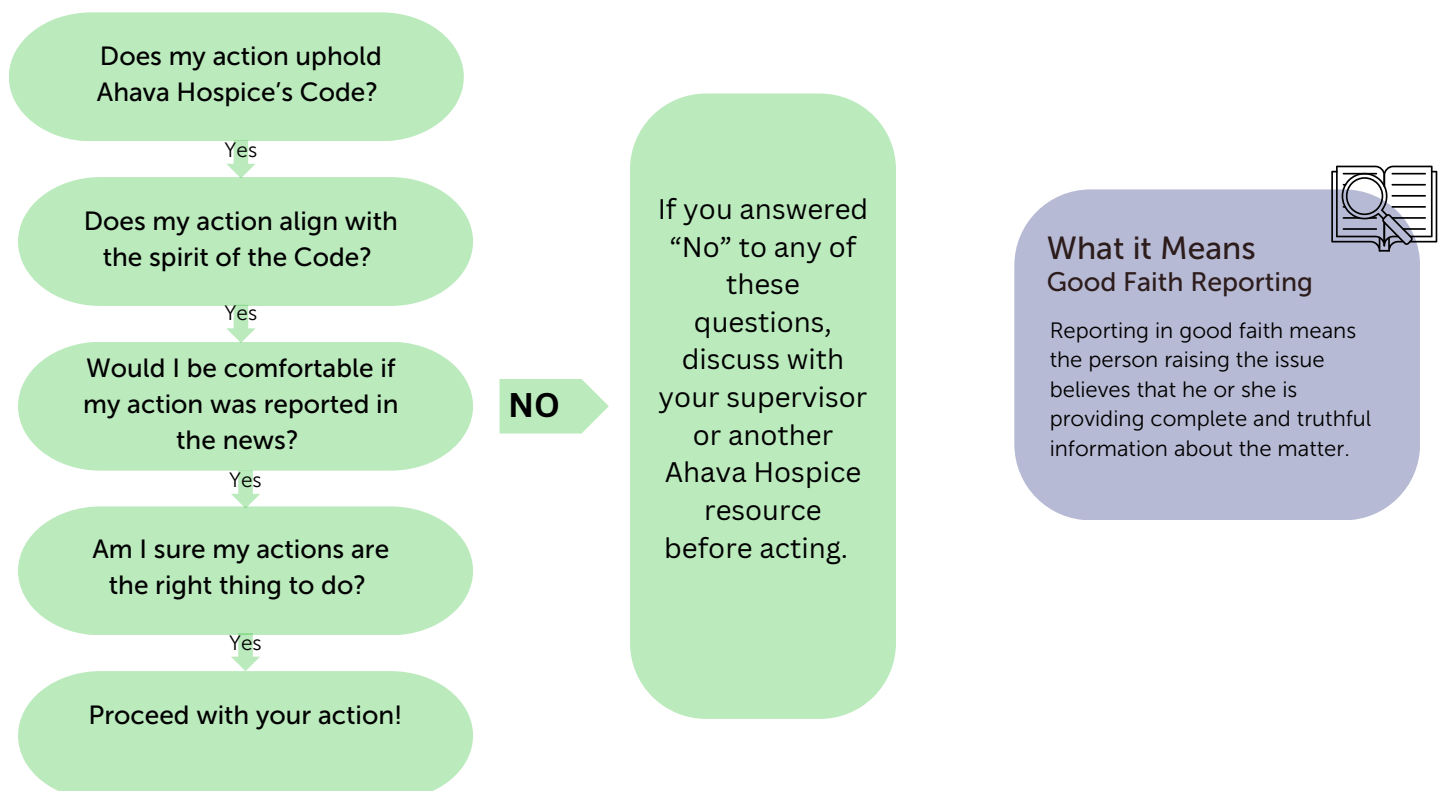 Does my action uphold
Ahava Hospice’s Code?
Yes
Does my action align with
the spirit of the Code?
Yes
Would I be comfortable if
my action was reported in
the news?
Yes
Am I sure my actions are
the right thing to do?
Yes
Proceed with your action!
NO
If you answered
“No” to any of
these
questions,
discuss with
your supervisor
or another
Ahava Hospice
resource
before acting.
What it Means
Good Faith Reporting
Reporting in good faith means
the person raising the issue
believes that he or she is
providing complete and truthful
information about the matter.